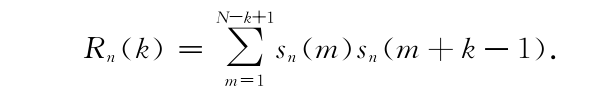 $$R_n(k) = \sum_{m=1}^{N-k+1} s_n(m) s_n(m+k-1).$$